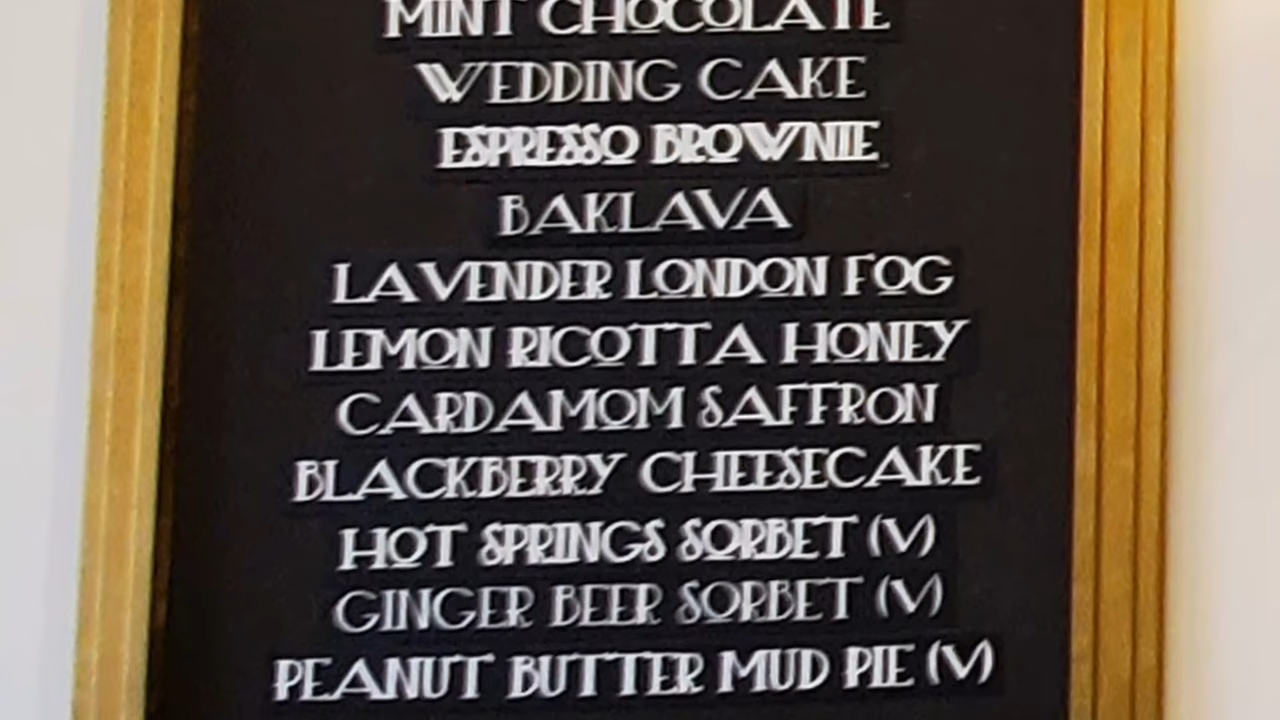 MINT CHOCOLATE
WEDDING CAKE
ESPRESSO BROWNIE
BAKLAVA
LAVENDER LONDON FOG
LEMON RICOTTA HONEY
CARDAMOM SAFFRON
BLACKBERRY CHEESECAKE
HOT SPRINGS SORBET (V)
GINGER BEER SORBET (V)
PEANUT BUTTER MUD PIE (V)